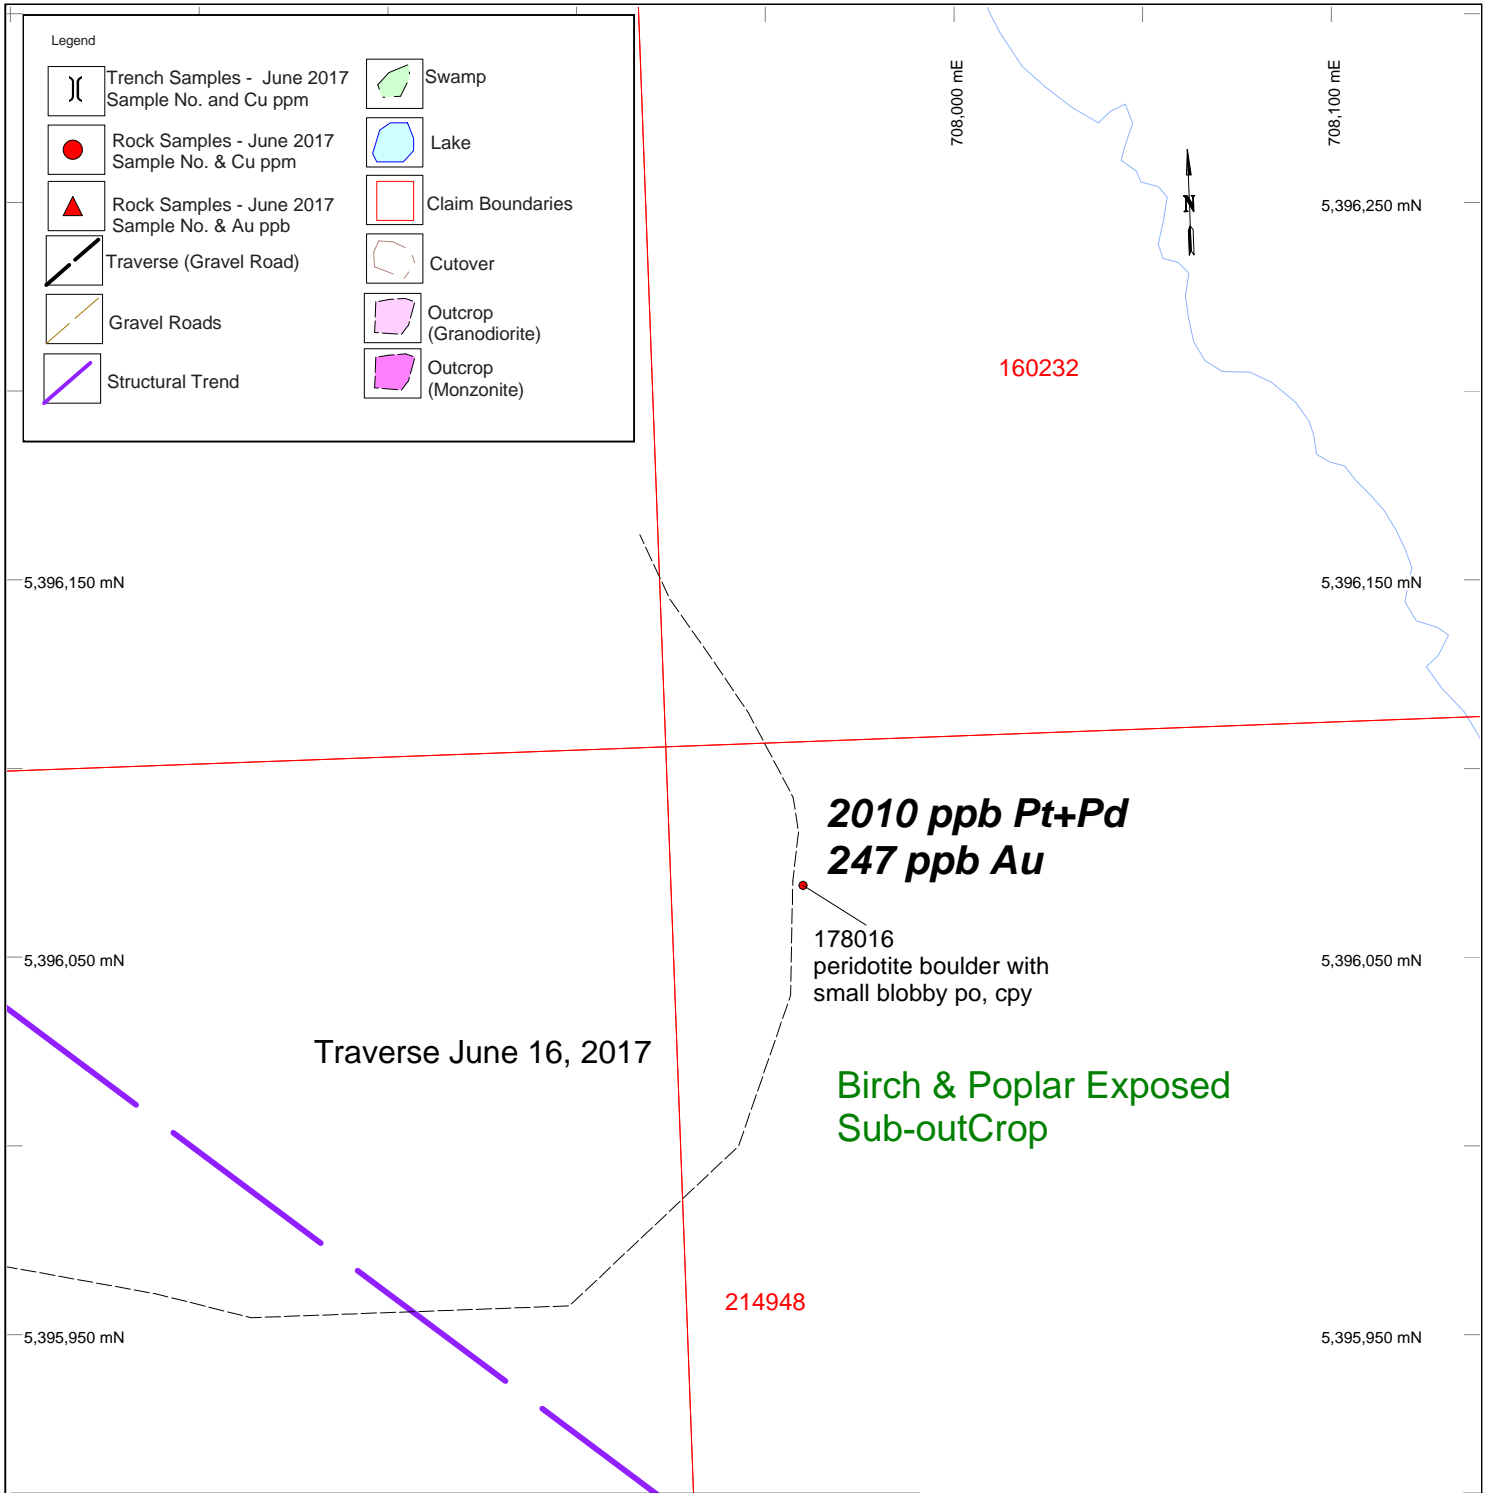 Legend
Trench Samples - June 2017
Sample No. and Cu ppm
Rock Samples - June 2017
Sample No. & Cu ppm
Rock Samples - June 2017
Sample No. & Au ppb
Traverse (Gravel Road)
Gravel Roads
Structural Trend
Swamp
Lake
Claim Boundaries
Cutover
Outcrop
(Granodiorite)
Outcrop
(Monzonite)
708,000 mE
708,100 mE
N
5,396,250 mN
160232
5,396,150 mN
5,396,150 mN
2010 ppb Pt+Pd
247 ppb Au
178016
peridotite boulder with
small blobby po, cpy
5,396,050 mN
5,396,050 mN
Traverse June 16, 2017
Birch & Poplar Exposed
Sub-outCrop
214948
5,395,950 mN
5,395,950 mN